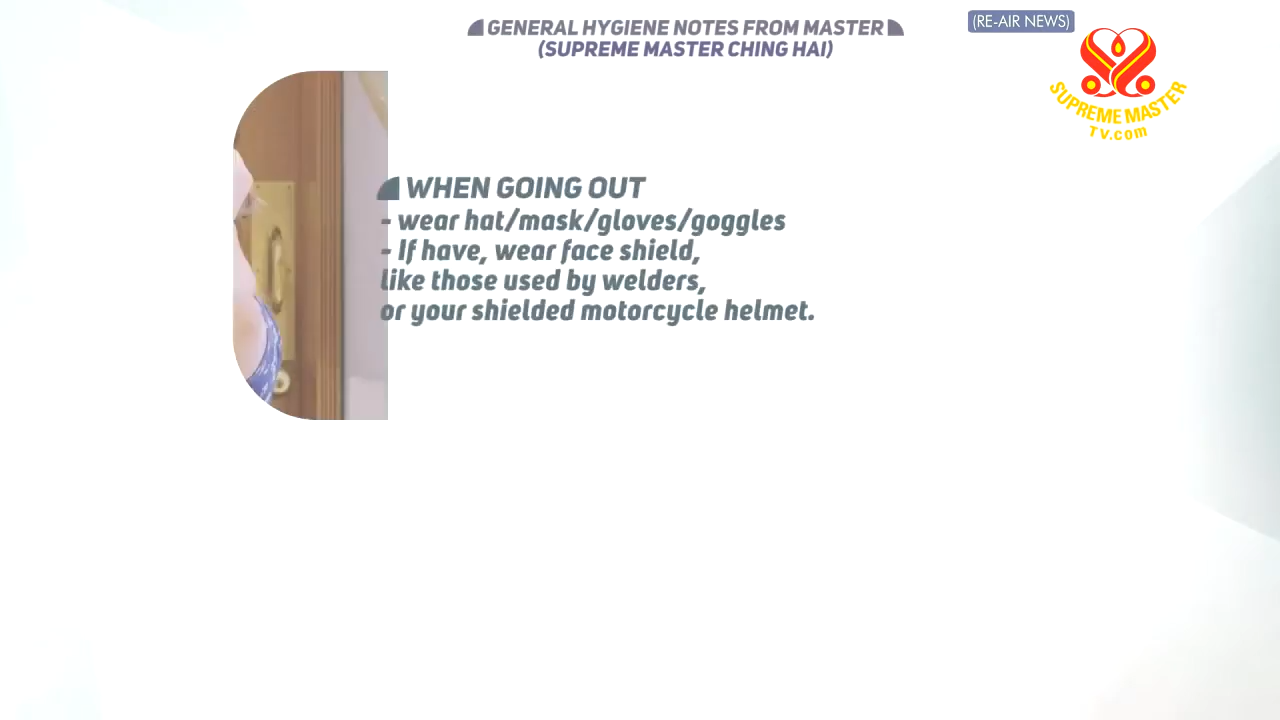 GENERAL HYGIENE NOTES FROM MASTER
(SUPREME MASTER CHING HAI)
(RE-AIR NEWS)
SUPREME MASTER
TV.com
WHEN GOING OUT
- wear hat/mask/gloves/goggles
- If have, wear face shield,
like those used by welders,
or your shielded motorcycle helmet.